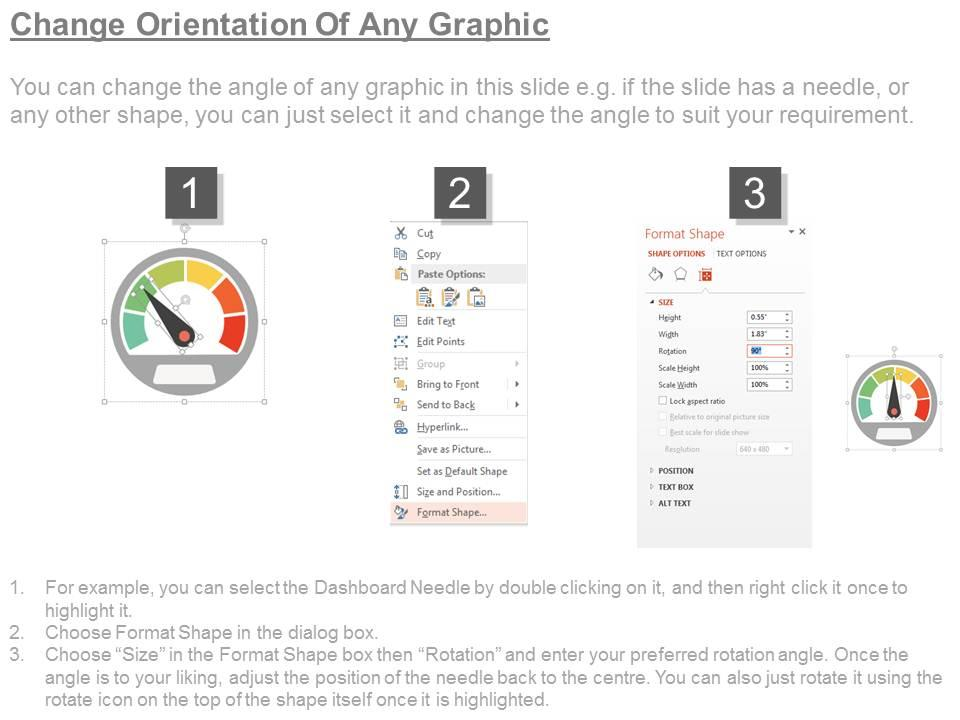 Change Orientation Of Any Graphic
You can change the angle of any graphic in this slide e.g. if the slide has a needle, or
any other shape, you can just select it and change the angle to suit your requirement.
1
2
3
Cut
Copy
Paste Options:
Edit Text
Edit Points
Group
Bring to Front
Send to Back
Hyperlink...
Save as Picture...
Set as Default Shape
Size and Position...
Format Shape...
Format Shape
SHAPE OPTIONS TEXT OPTIONS
SIZE
Height 0.55"
Width 1.83"
Rotation 90°
Scale Height 100%
Scale Width 100%
Lock aspect ratio
Relative to original picture size
Best scale for slide show
Resolution 640 x 480
POSITION
TEXT BOX
ALT TEXT
1. For example, you can select the Dashboard Needle by double clicking on it, and then right click it once to
highlight it.
2. Choose Format Shape in the dialog box.
3. Choose “Size” in the Format Shape box then “Rotation” and enter your preferred rotation angle. Once the
angle is to your liking, adjust the position of the needle back to the centre. You can also just rotate it using the
rotate icon on the top of the shape itself once it is highlighted.